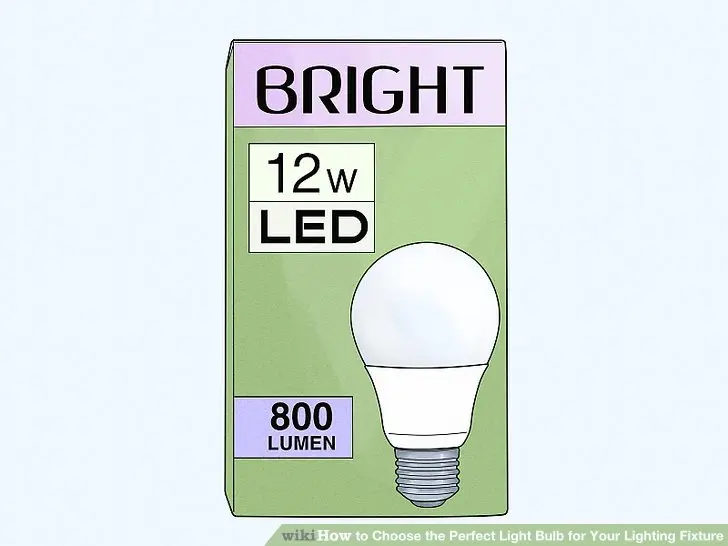 BRIGHT
12W
LED
800
LUMEN
wikiHow to Choose the Perfect Light Bulb for Your Lighting Fixture